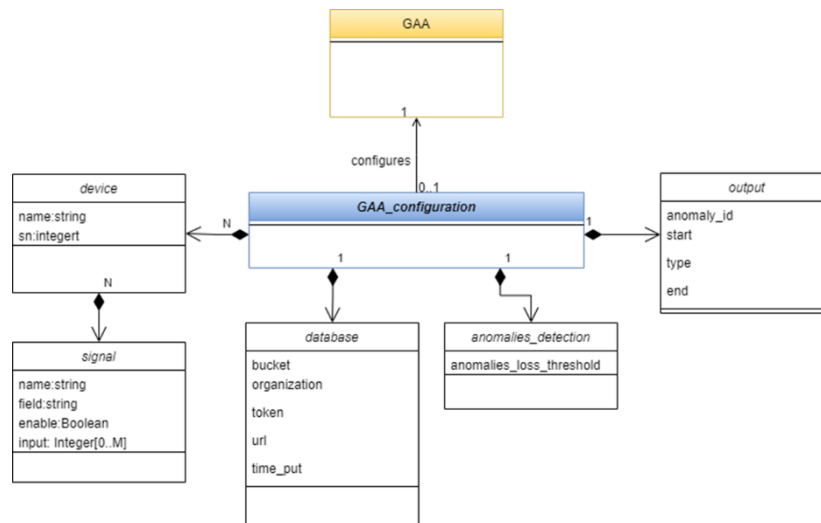 GAA
1
configures
0..1
device
name:string
sn:integert
N
GAA_configuration
1
output
anomaly_id
start
type
end
N
1
1
signal
name:string
field:string
enable:Boolean
input: Integer[0..M]
database
bucket
organization
token
url
time_put
anomalies_detection
anomalies_loss_threshold